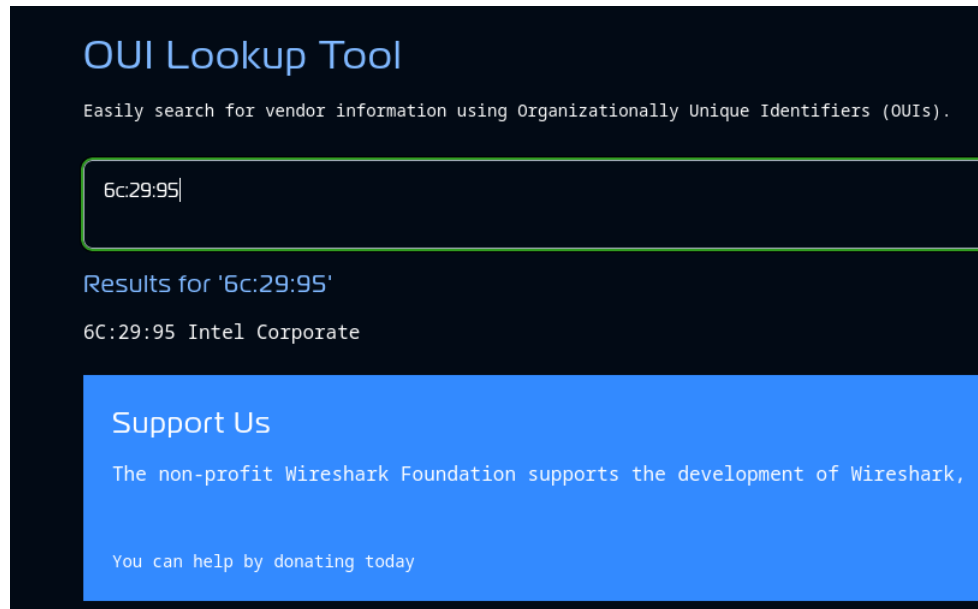 OUI Lookup Tool
Easily search for vendor information using Organizationally Unique Identifiers (OUIs).
6c:29:95
Results for '6c:29:95'
6C:29:95 Intel Corporate
Support Us
The non-profit Wireshark Foundation supports the development of Wireshark,
You can help by donating today